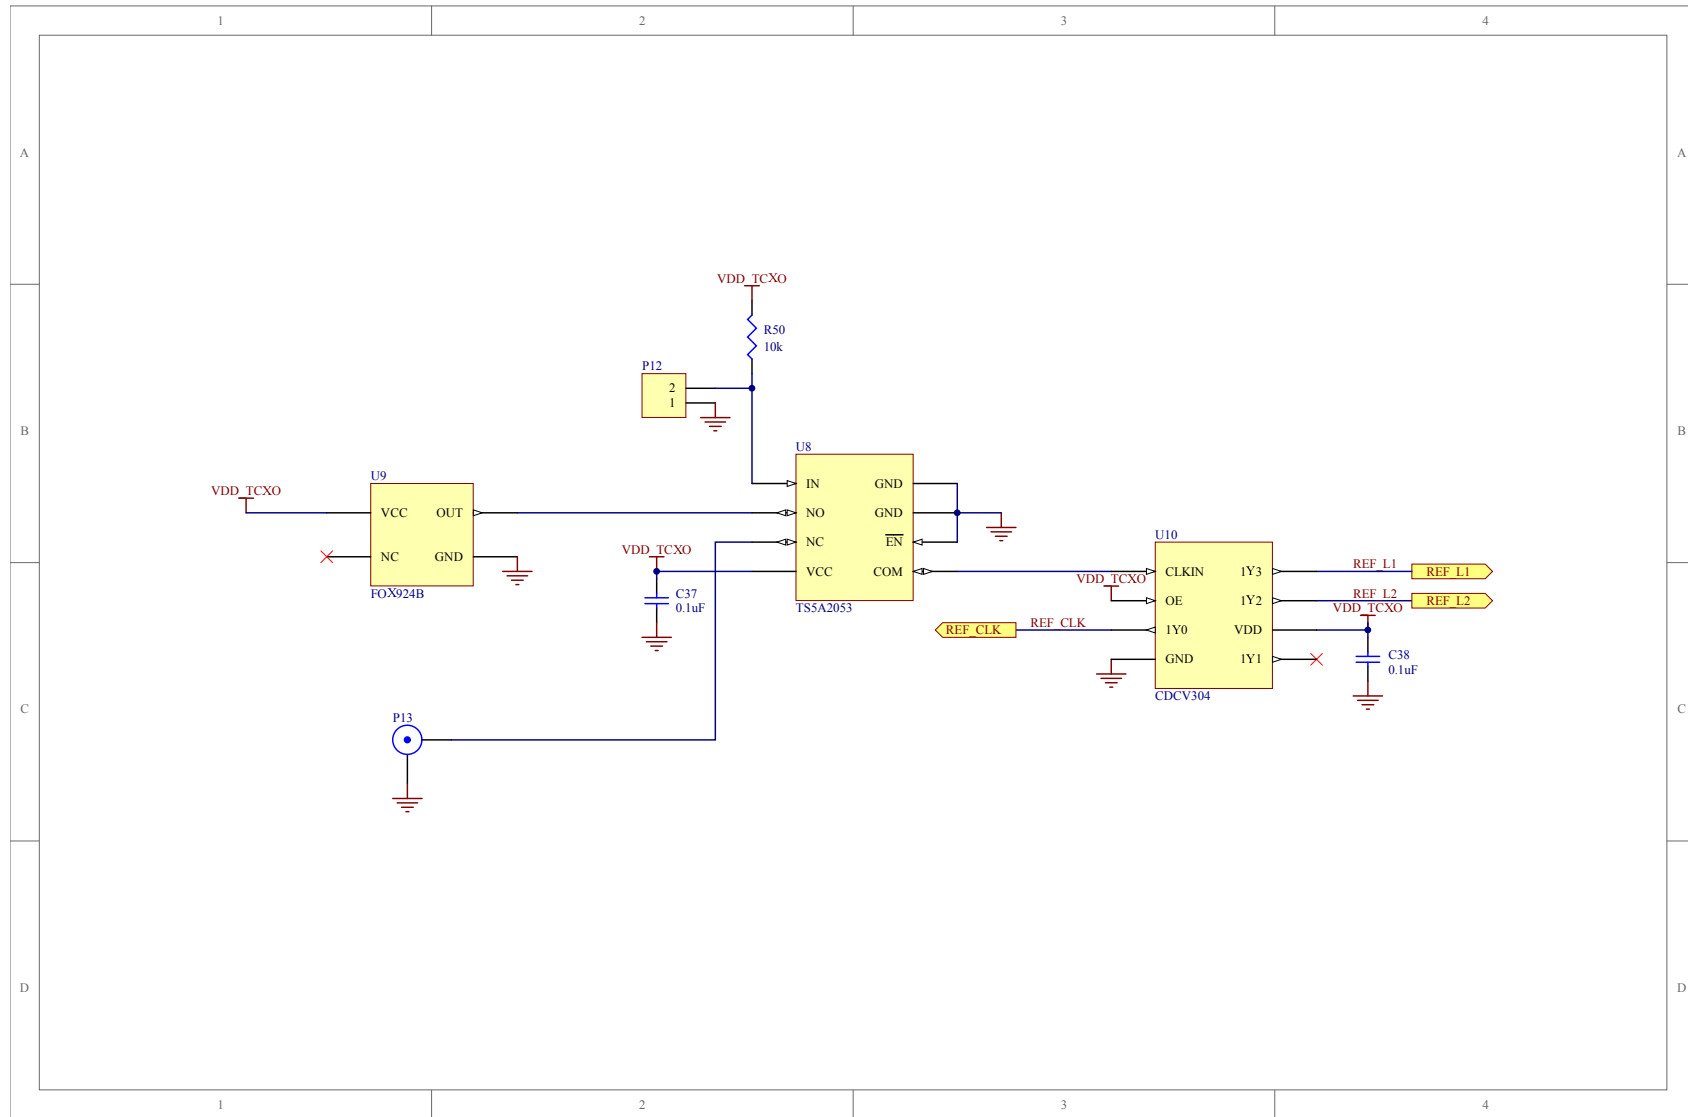 1 2 3 4
A A
VDD_TCXO
R50
10k
P12
2
1
B B
U8
IN GND
NO GND
NC EN
VCC COM
TS5A2053
U9
VDD_TCXO
VCC OUT
NC GND
FOX924B
VDD_TCXO
C37
0.1uF
U10
CLKIN 1Y3
OE 1Y2
1Y0 VDD
GND 1Y1
CDCV304
VDD_TCXO
REF_CLK REF_CLK
REF_L1 REF_L1
REF_L2 REF_L2
VDD_TCXO
C38
0.1uF
C C
P13
D D
1 2 3 4